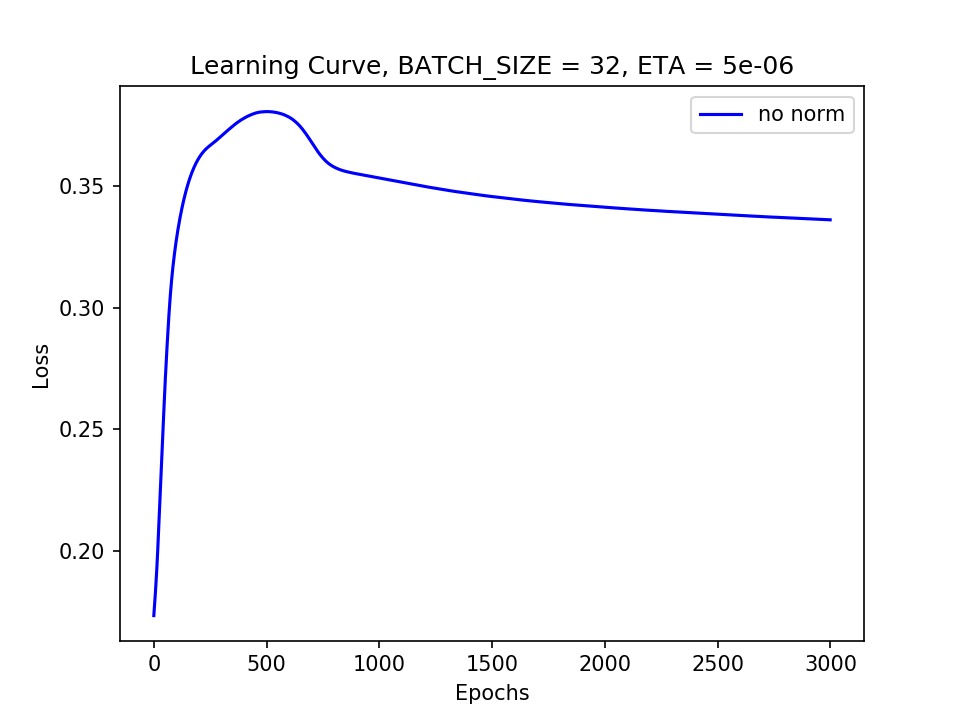 Learning Curve, BATCH_SIZE = 32, ETA = 5e-06
no norm
0.35
0.30
0.25
0.20
Loss
0 500 1000 1500 2000 2500 3000
Epochs